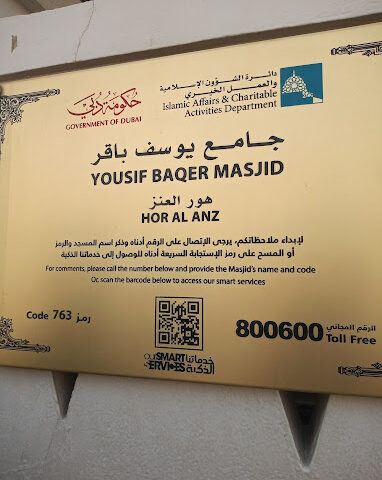 حكومة دبي
GOVERNMENT OF DUBAI
دائرة الشؤون الإسلامية
والعمل الخيري
Islamic Affairs & Charitable
Activities Department
جامع يوسف باقر
YOUSIF BAQER MASJID
هور العنز
HOR AL ANZ
لإبداء ملاحظاتكم، يرجى الإتصال على الرقم أدناه وذكر اسم المسجد والرمز
أو المسح على رمز الإستجابة السريعة أدناه للوصول إلى خدماتنا الذكية
For comments, please call the number below and provide the Masjid's name and code
Or, scan the barcode below to access our smart services
Code 763 رمز
800600 الرقم المجاني
Toll Free
OUR SMART SERVICES
خدماتنا الذكية